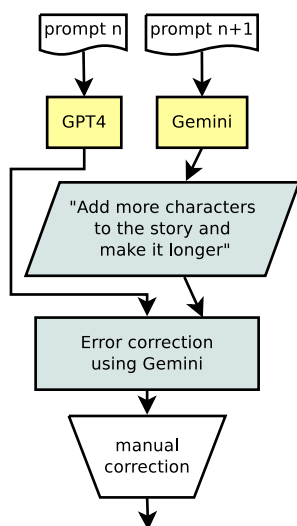 prompt n
prompt n+1
GPT4
Gemini
"Add more characters
to the story and
make it longer"
Error correction
using Gemini
manual
correction